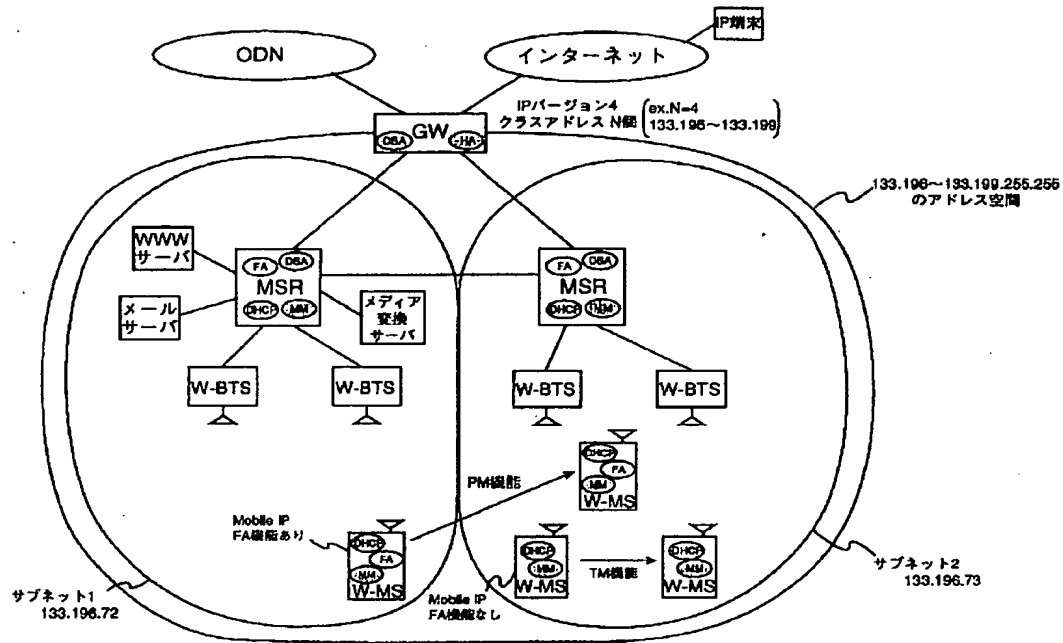 IP端末
ODN
インターネット
IPバージョン4
クラスアドレス N個
ex.N=4
133.196～133.199
GW
DSA
HA
133.196～133.199.255.255
のアドレス空間
WWW
サーバ
メール
サーバ
FA
DSA
MSR
DHCP
MM
メディア
変換
サーバ
FA
DSA
MSR
DHCP
MM
W-BTS
W-BTS
W-BTS
W-BTS
PM機能
DHCP
FA
MM
W-MS
Mobile IP
FA機能あり
DHCP
FA
MM
W-MS
Mobile IP
FA機能なし
DHCP
MM
W-MS
TM機能
DHCP
MM
W-MS
サブネット1
133.196.72
サブネット2
133.196.73